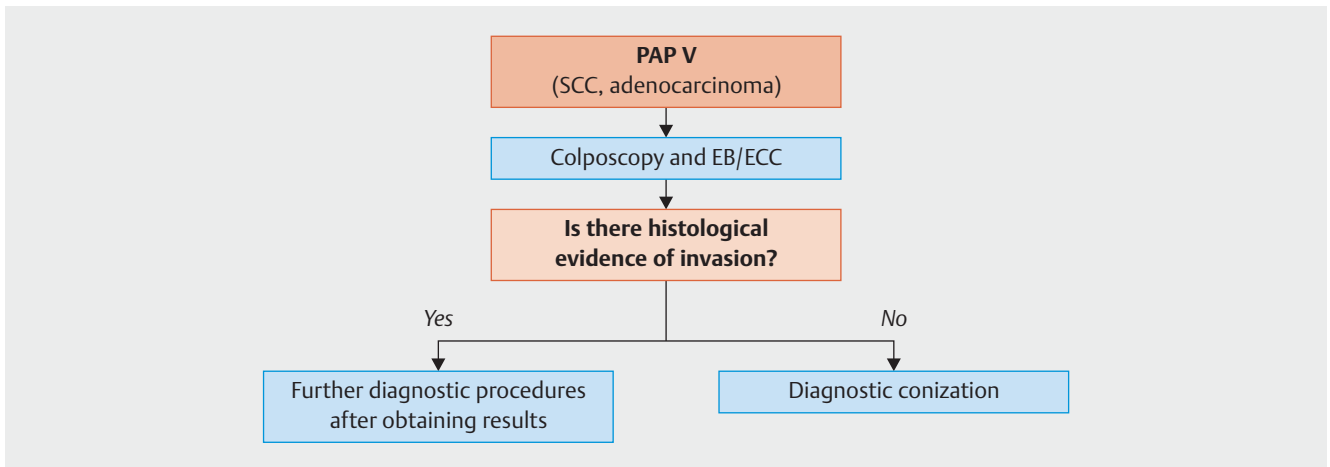 PAP V
(SCC, adenocarcinoma)
Colposcopy and EB/ECC
Is there histological
evidence of invasion?
Yes
No
Further diagnostic procedures
after obtaining results
Diagnostic conization